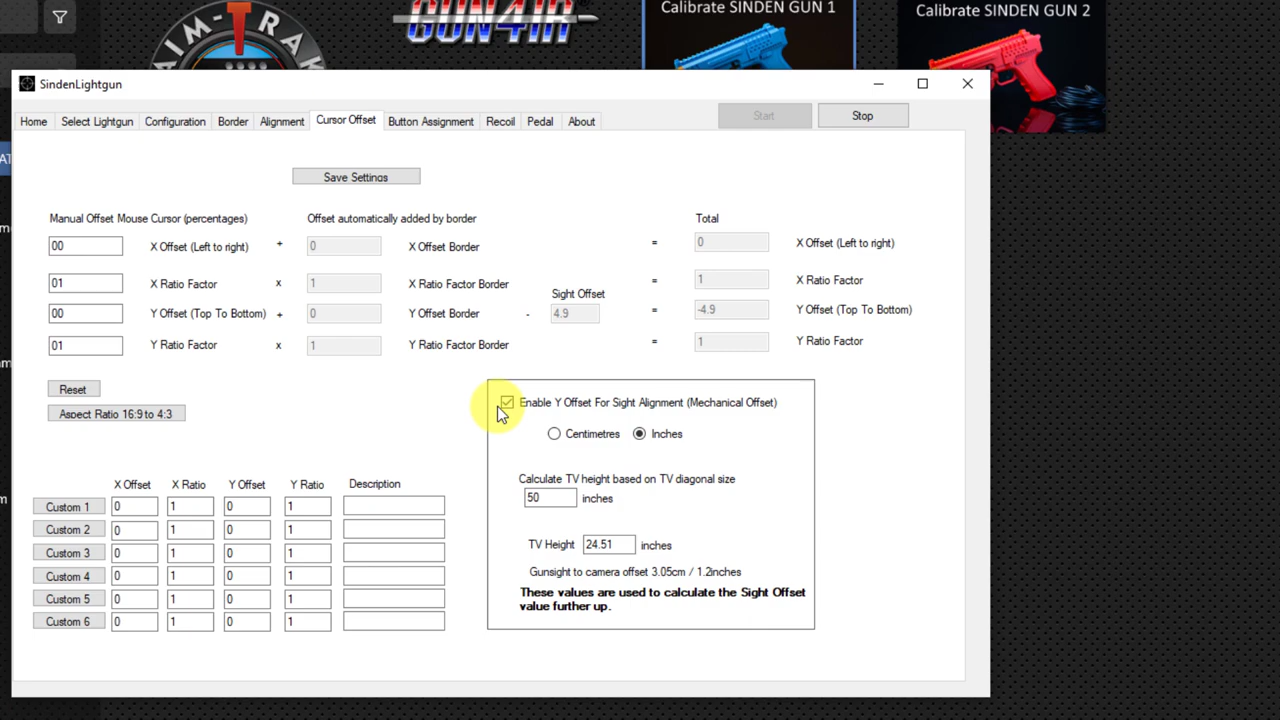 Calibrate SINDEN GUN 1
Calibrate SINDEN GUN 2
AIM-TRAK
GUN4IR
SindenLightgun
Home
Select Lightgun
Configuration
Border
Alignment
Cursor Offset
Button Assignment
Recoil
Pedal
About
Start
Stop
Save Settings
Manual Offset Mouse Cursor (percentages)
Offset automatically added by border
Total
00 X Offset (Left to right) + 0 X Offset Border = 0 X Offset (Left to right)
01 X Ratio Factor x 1 X Ratio Factor Border = 1 X Ratio Factor
Sight Offset
00 Y Offset (Top To Bottom) + 0 Y Offset Border - 4.9 = -4.9 Y Offset (Top To Bottom)
01 Y Ratio Factor x 1 Y Ratio Factor Border = 1 Y Ratio Factor
Reset
Aspect Ratio 16:9 to 4:3
Enable Y Offset For Sight Alignment (Mechanical Offset)
Centimetres
Inches
Calculate TV height based on TV diagonal size
50 inches
TV Height 24.51 inches
Gunsight to camera offset 3.05cm / 1.2inches
These values are used to calculate the Sight Offset
value further up.
X Offset X Ratio Y Offset Y Ratio Description
Custom 1 0 1 0 1
Custom 2 0 1 0 1
Custom 3 0 1 0 1
Custom 4 0 1 0 1
Custom 5 0 1 0 1
Custom 6 0 1 0 1